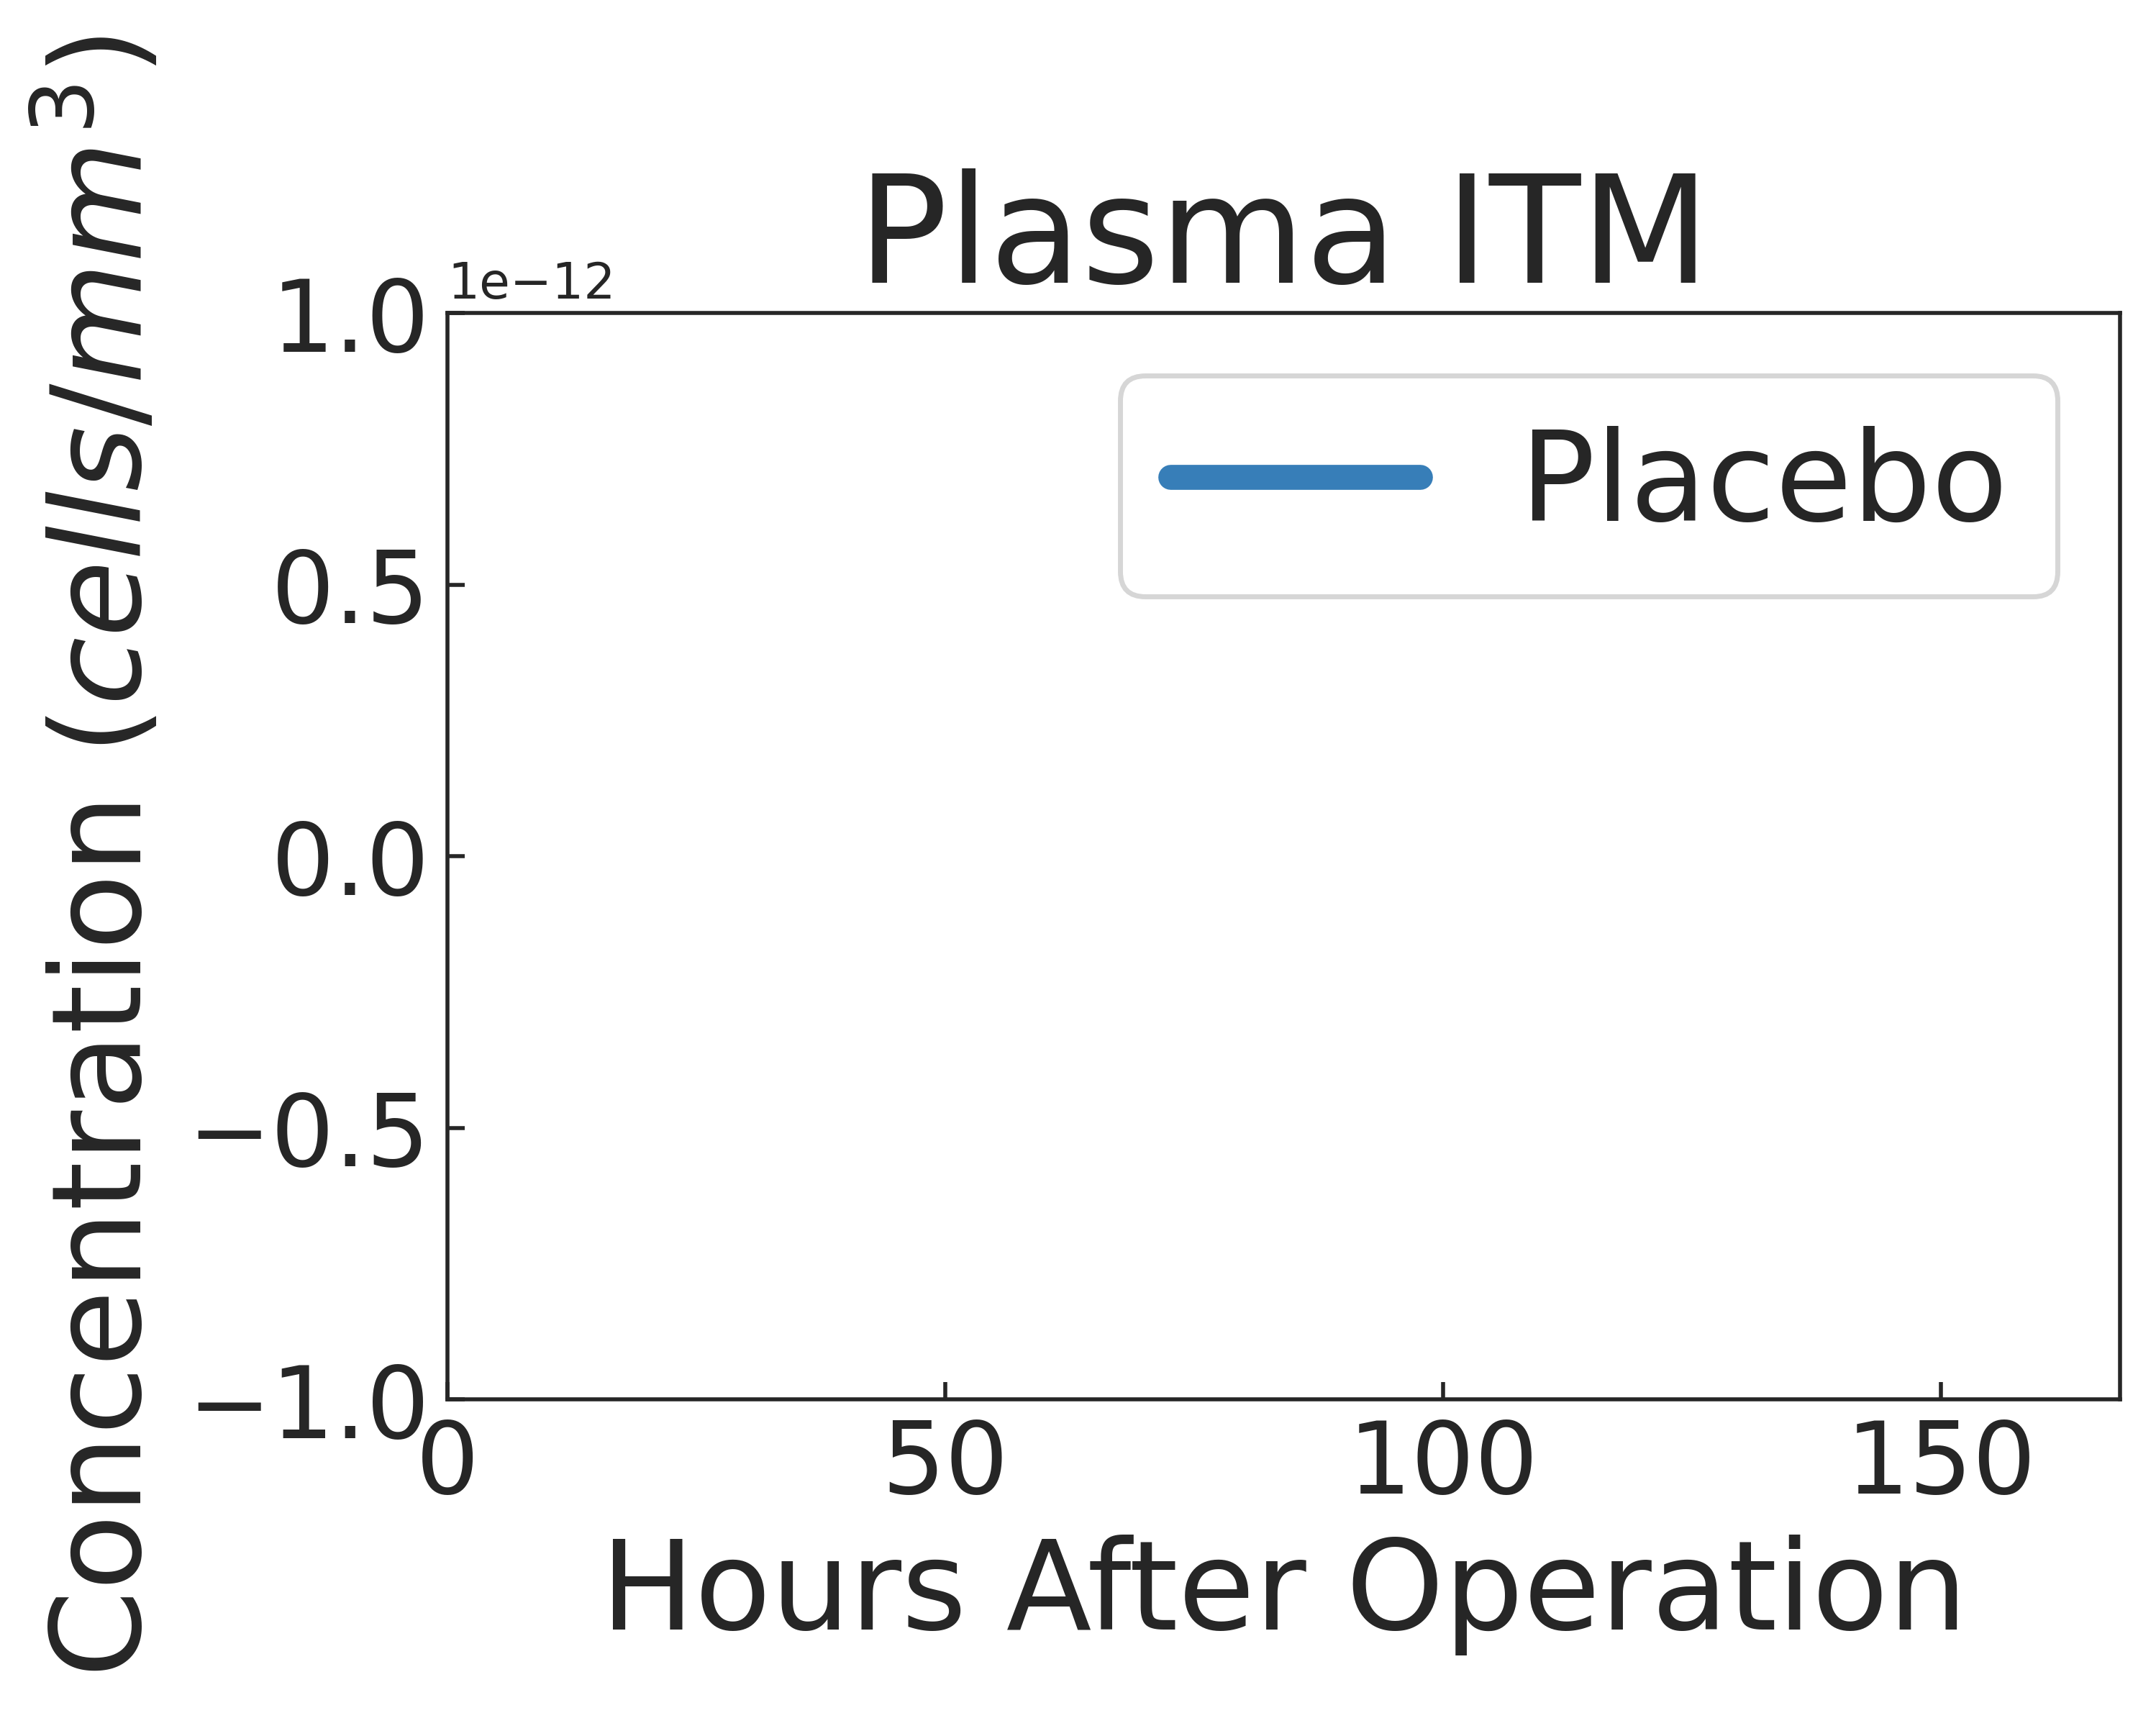 Plasma ITM
1e−12
1.0
0.5
0.0
−0.5
−1.0
Concentration (cells/mm³)
Placebo
0 50 100 150
Hours After Operation